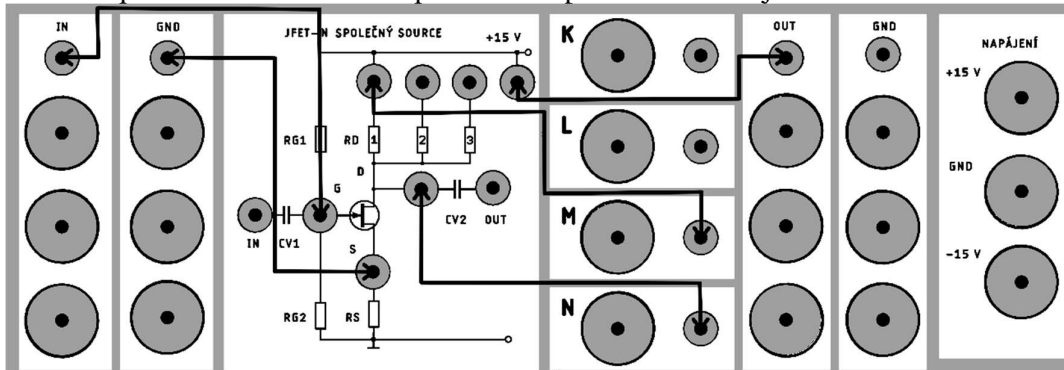 IN
GND
JFET-N SPOLEČNÝ SOURCE
+15 V
K
OUT
GND
NAPÁJENÍ
+15 V
RG1
RD
1
2
3
L
D
GND
G
IN
CV1
CV2
OUT
M
S
-15 V
N
RG2
RS